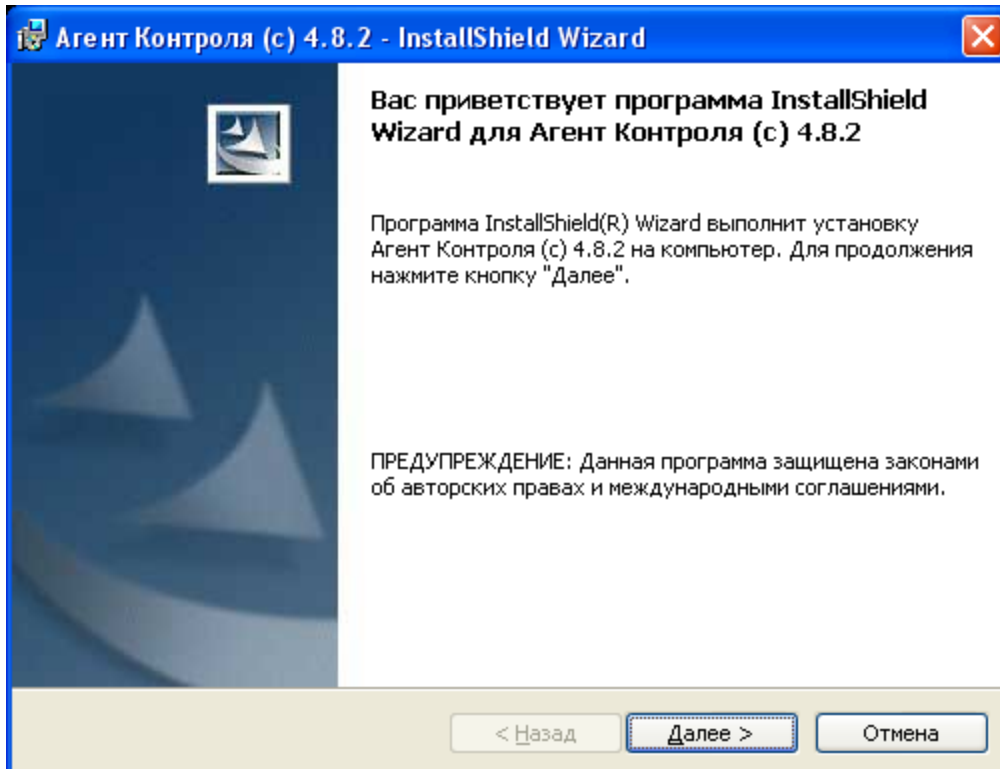 Агент Контроля (c) 4.8.2 - InstallShield Wizard
Вас приветствует программа InstallShield
Wizard для Агент Контроля (c) 4.8.2
Программа InstallShield(R) Wizard выполнит установку
Агент Контроля (c) 4.8.2 на компьютер. Для продолжения
нажмите кнопку "Далее".
ПРЕДУПРЕЖДЕНИЕ: Данная программа защищена законами
об авторских правах и международными соглашениями.
< Назад
Далее >
Отмена